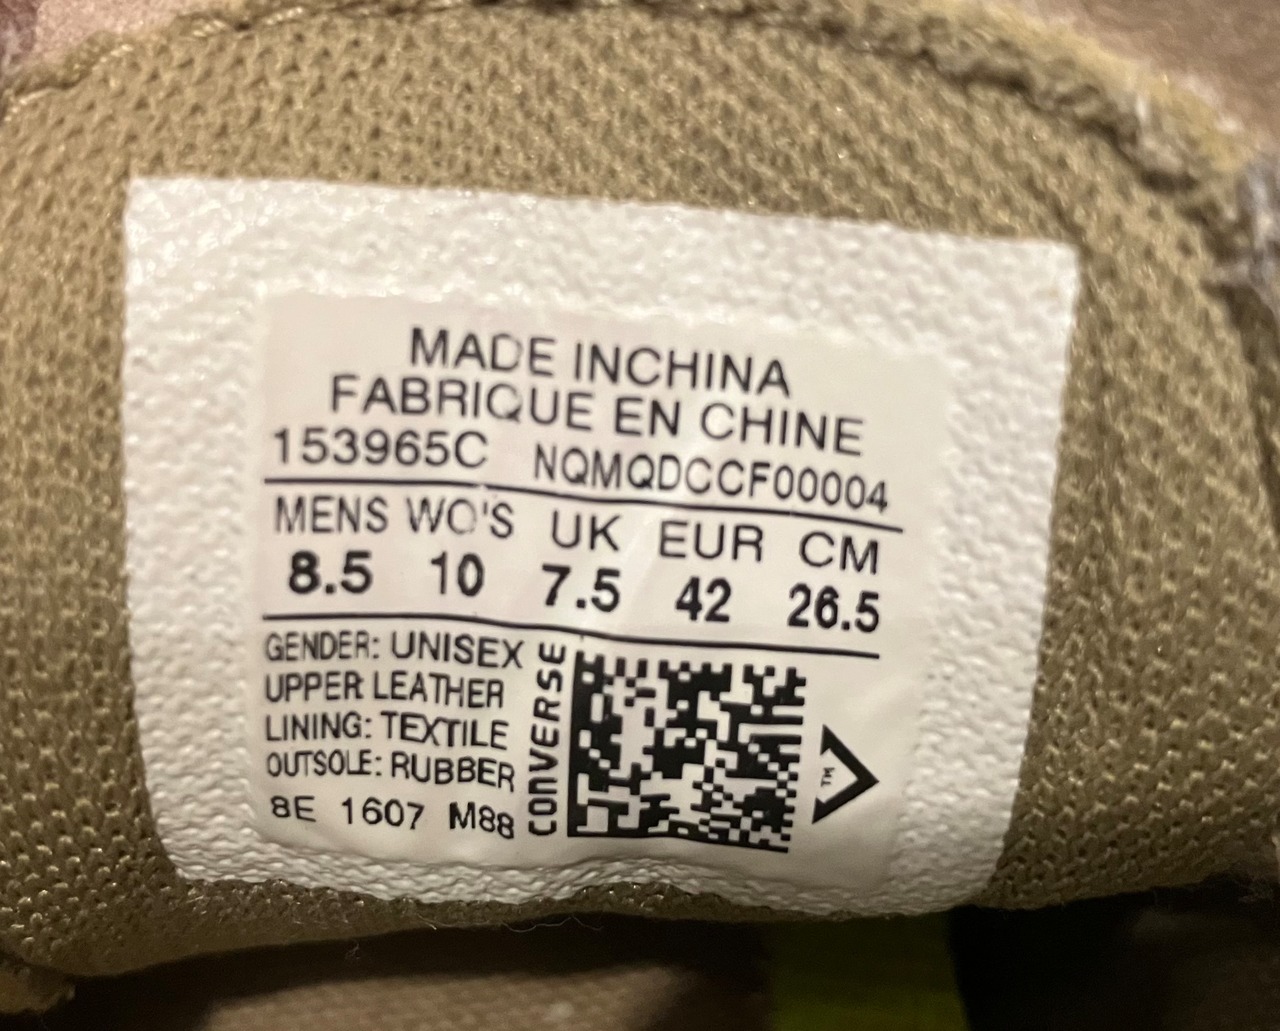 MADE INCHINA
FABRIQUE EN CHINE
153965C NQMQDCCF00004
MENS WO'S UK EUR CM
8.5 10 7.5 42 26.5
GENDER: UNISEX
UPPER LEATHER
LINING: TEXTILE
OUTSOLE: RUBBER
8E 1607 M88
CONVERSE
TM